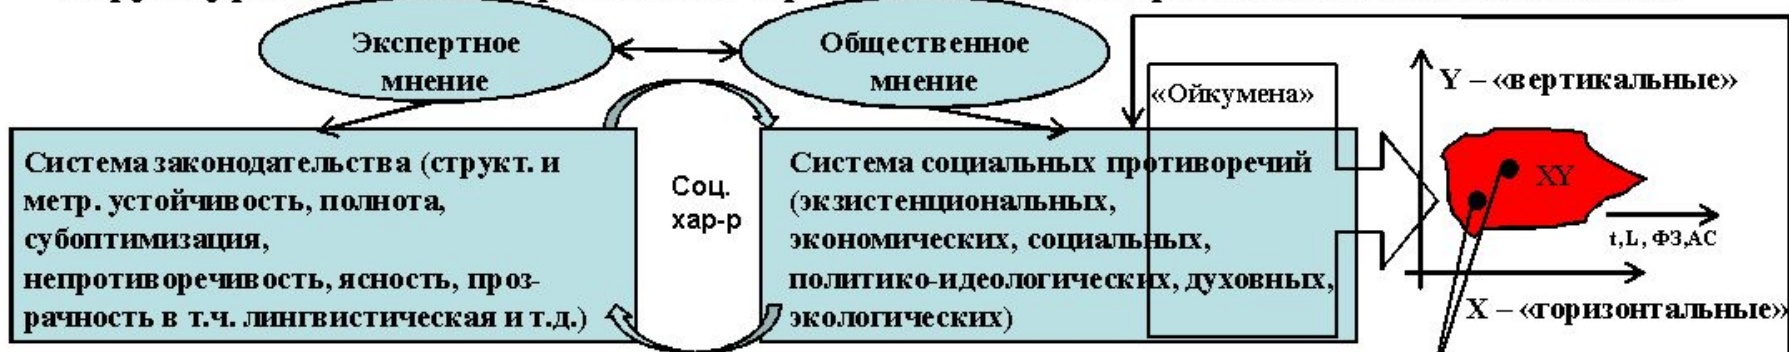 Экспертное
мнение
Общественное
мнение
«Ойкумена»
Y – «вертикальные»
Система законодательства (структ. и
метр. устойчивость, полнота,
субоптимизация,
непротиворечивость, ясность, проз-
рачность в т.ч. лингвистическая и т.д.)
Соц.
хар-р
Система социальных противоречий
(экзистенциональных,
экономических, социальных,
политико-идеологических, духовных,
экологических)
XY
t,L, ФЗ,АС
X – «горизонтальные»